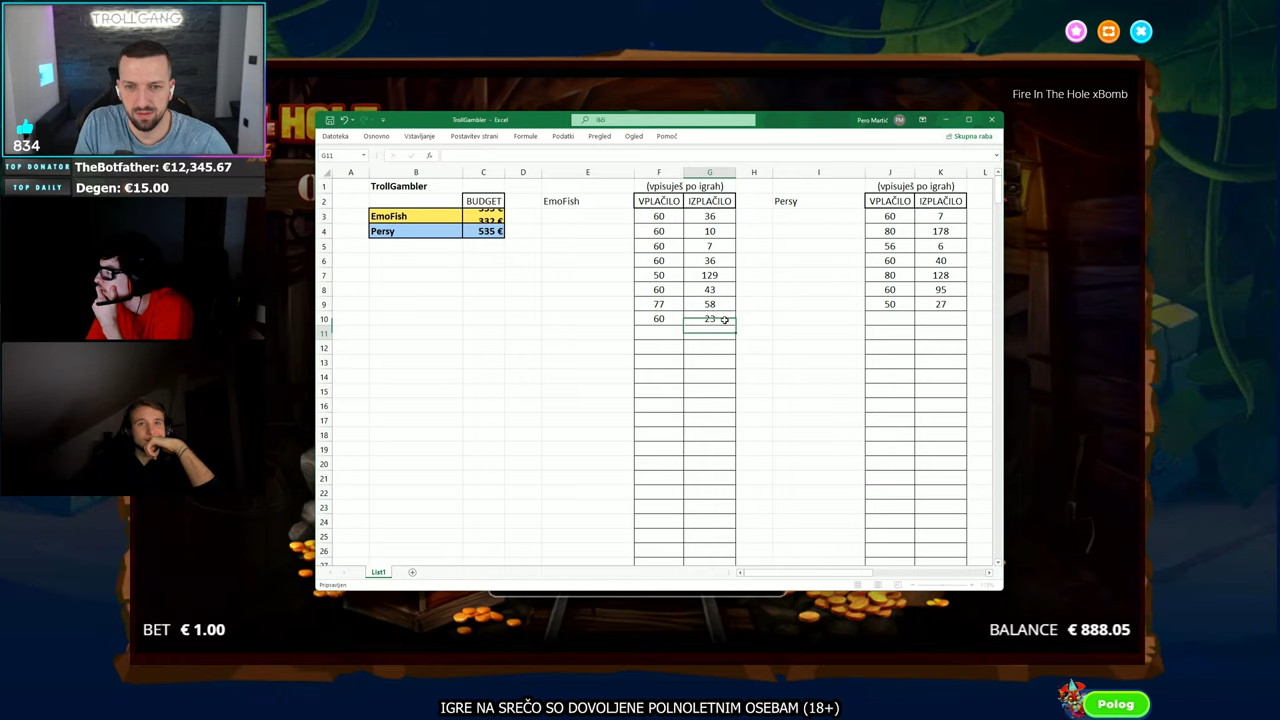 TROLLGANG
834
TOP DONATOR TheBotfather: €12,345.67
TOP DAILY Degen: €15.00
Fire In The Hole xBomb
HOLE
TrollGambler - Excel
Išči
Pero Martić PM
Datoteka Osnovno Vstavljanje Postavitev strani Formule Podatki Pregled Ogled Pomoč Skupna raba
G11 fx
A B C D E F G H I J K L
1 TrollGambler (vpisuješ po igrah) (vpisuješ po igrah)
2 BUDGET EmoFish VPLAČILO IZPLAČILO Persy VPLAČILO IZPLAČILO
3 EmoFish 332 € 60 36 60 7
4 Persy 535 € 60 10 80 178
5 60 7 56 6
6 60 36 60 40
7 50 129 80 128
8 60 43 60 95
9 77 58 50 27
10 60 23
11
12
13
14
15
16
17
18
19
20
21
22
23
24
25
26
List1
Pripravljen
BET € 1.00
BALANCE € 888.05
IGRE NA SREČO SO DOVOLJENE POLNOLETNIM OSEBAM (18+)
Polog